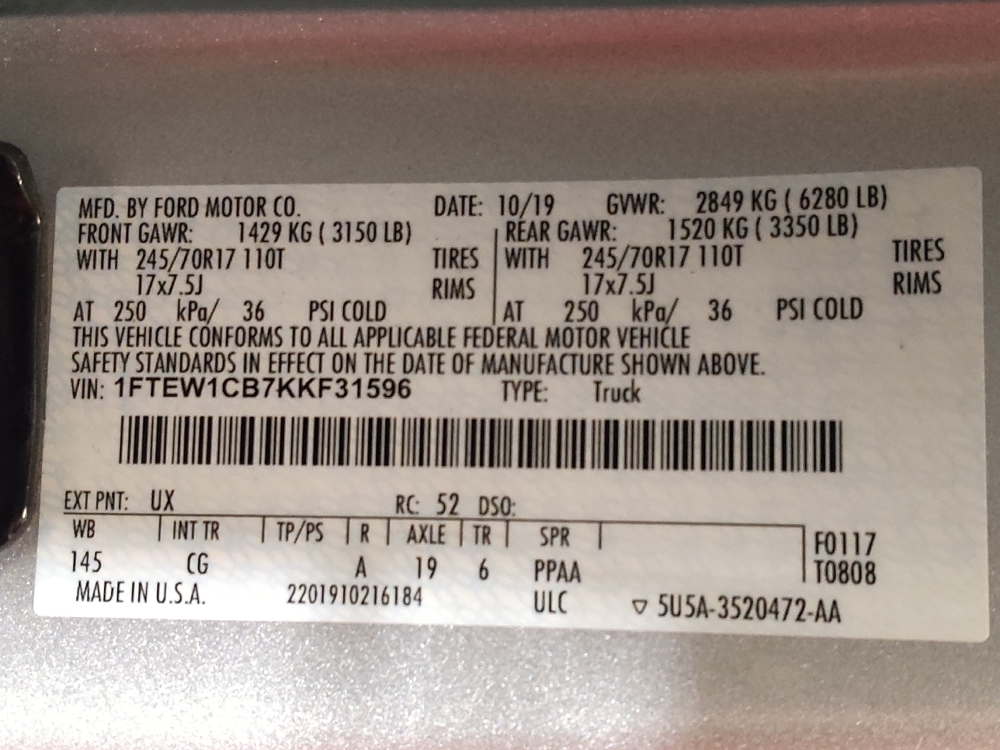 MFD. BY FORD MOTOR CO. DATE: 10/19 GVWR: 2849 KG ( 6280 LB)
FRONT GAWR: 1429 KG ( 3150 LB) REAR GAWR: 1520 KG ( 3350 LB)
WITH 245/70R17 110T TIRES WITH 245/70R17 110T TIRES
17x7.5J RIMS 17x7.5J RIMS
AT 250 kPa/ 36 PSI COLD AT 250 kPa/ 36 PSI COLD
THIS VEHICLE CONFORMS TO ALL APPLICABLE FEDERAL MOTOR VEHICLE
SAFETY STANDARDS IN EFFECT ON THE DATE OF MANUFACTURE SHOWN ABOVE.
VIN: 1FTEW1CB7KKF31596 TYPE: Truck
EXT PNT: UX RC: 52 DSO:
WB INT TR TP/PS R AXLE TR SPR F0117
145 CG A 19 6 PPAA T0808
MADE IN U.S.A. 2201910216184 ULC ▽ 5U5A-3520472-AA